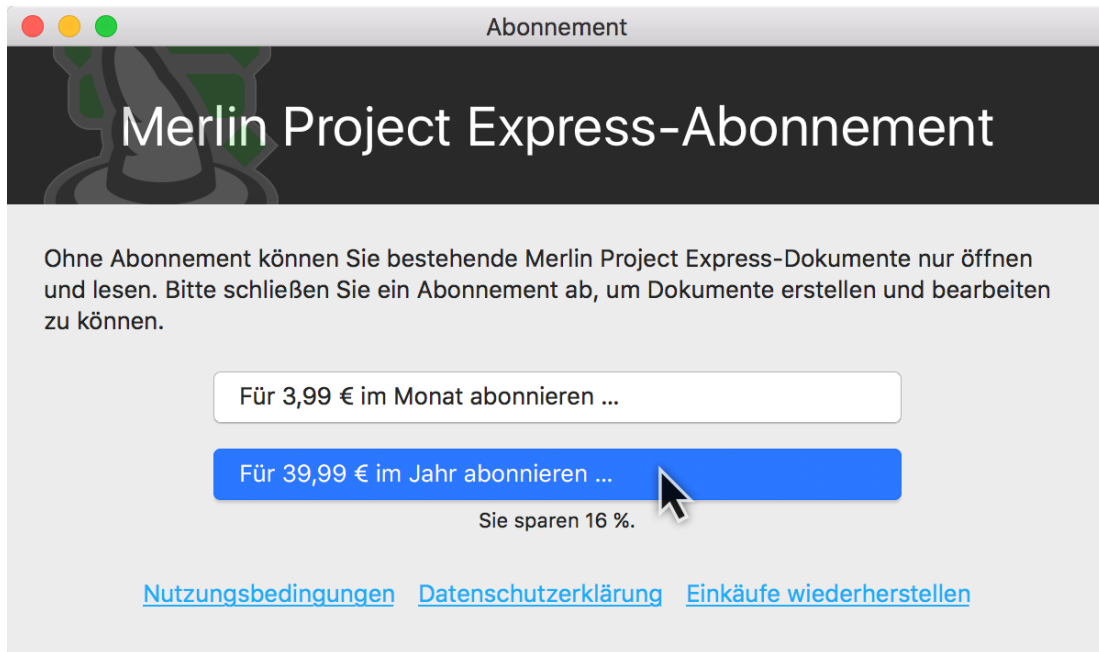 Abonnement
Merlin Project Express-Abonnement
Ohne Abonnement können Sie bestehende Merlin Project Express-Dokumente nur öffnen
und lesen. Bitte schließen Sie ein Abonnement ab, um Dokumente erstellen und bearbeiten
zu können.
Für 3,99 € im Monat abonnieren ...
Für 39,99 € im Jahr abonnieren ...
Sie sparen 16 %.
Nutzungsbedingungen Datenschutzerklärung Einkäufe wiederherstellen